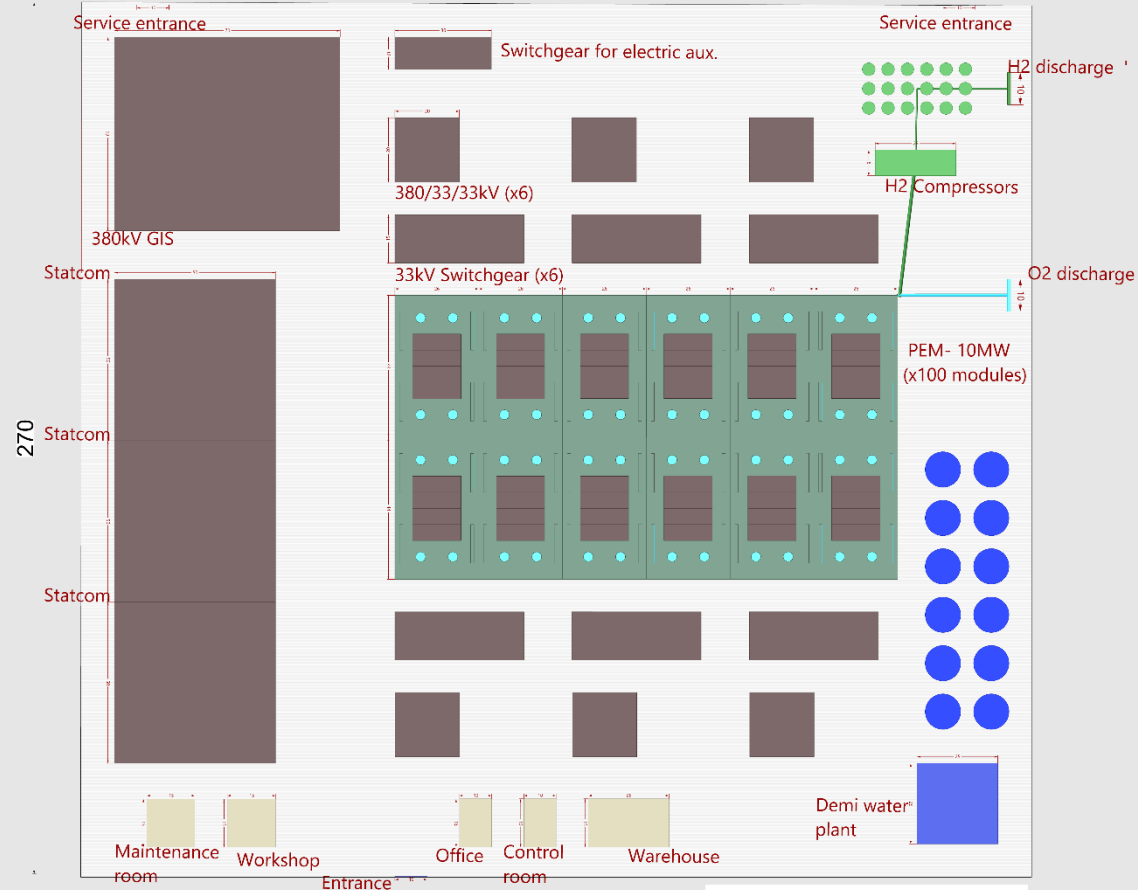 Service entrance
Service entrance
Switchgear for electric aux.
H2 discharge '
10
380/33/33kV (x6)
H2 Compressors
380kV GIS
Statcom
33kV Switchgear (x6)
O2 discharge
10
PEM- 10MW
(x100 modules)
270
Statcom
Statcom
Demi water
plant
Maintenance
room
Workshop
Office
Control
room
Warehouse
Entrance